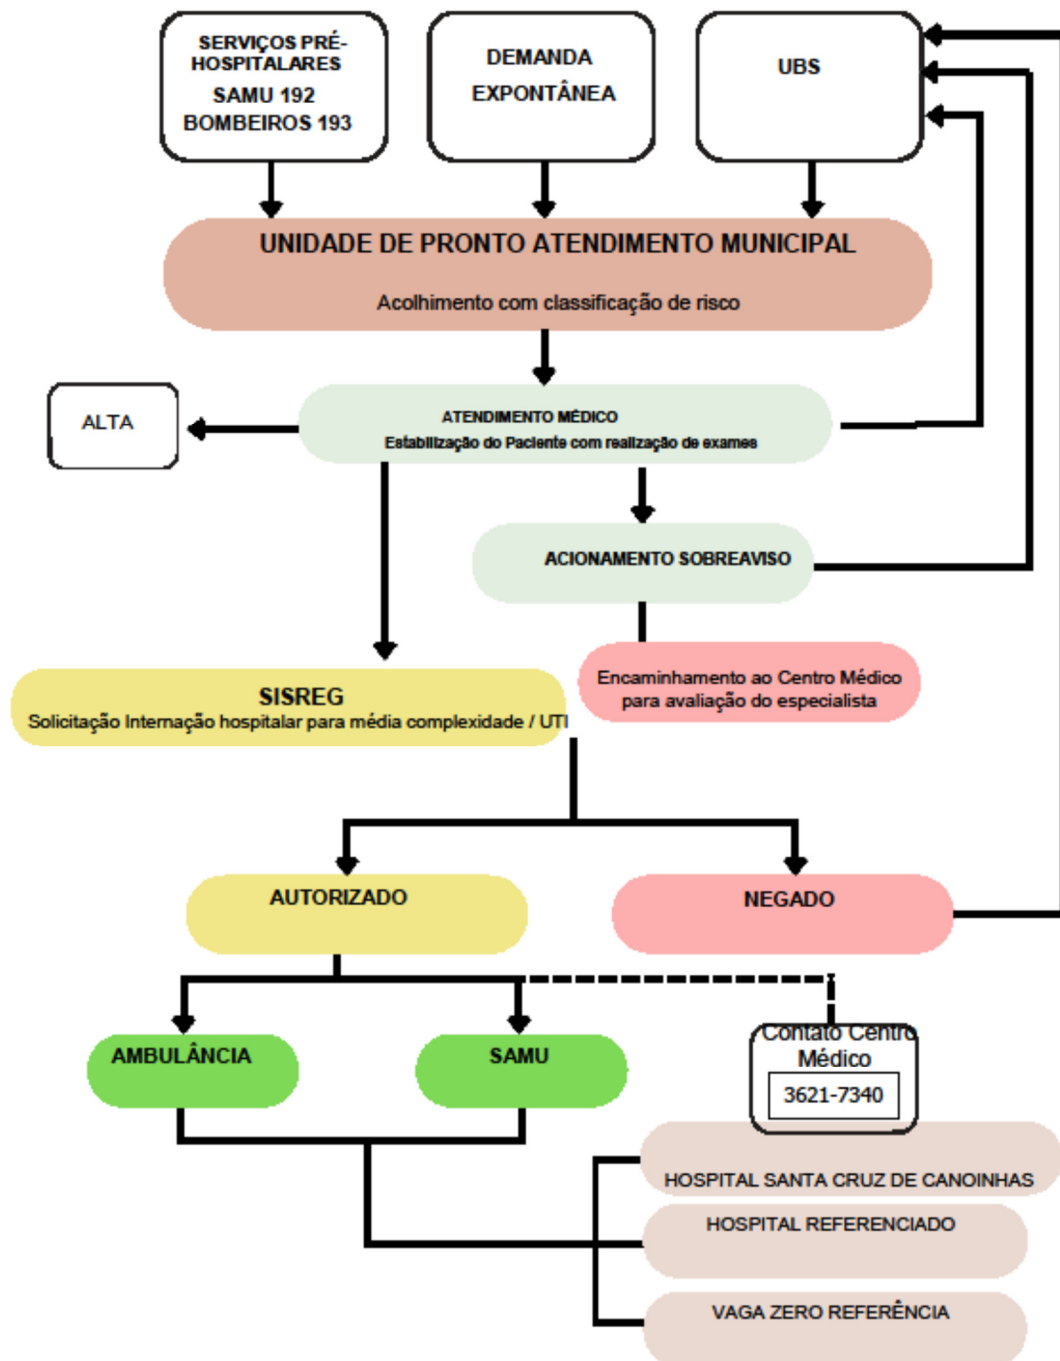 SERVIÇOS PRÉ-
HOSPITALARES
SAMU 192
BOMBEIROS 193
DEMANDA
EXPONTÂNEA
UBS
UNIDADE DE PRONTO ATENDIMENTO MUNICIPAL
Acolhimento com classificação de risco
ALTA
ATENDIMENTO MÉDICO
Estabilização do Paciente com realização de exames
ACIONAMENTO SOBREAVISO
Encaminhamento ao Centro Médico
para avaliação do especialista
SISREG
Solicitação Internação hospitalar para média complexidade / UTI
AUTORIZADO
NEGADO
AMBULÂNCIA
SAMU
Contato Centro
Médico
3621-7340
HOSPITAL SANTA CRUZ DE CANOINHAS
HOSPITAL REFERENCIADO
VAGA ZERO REFERÊNCIA